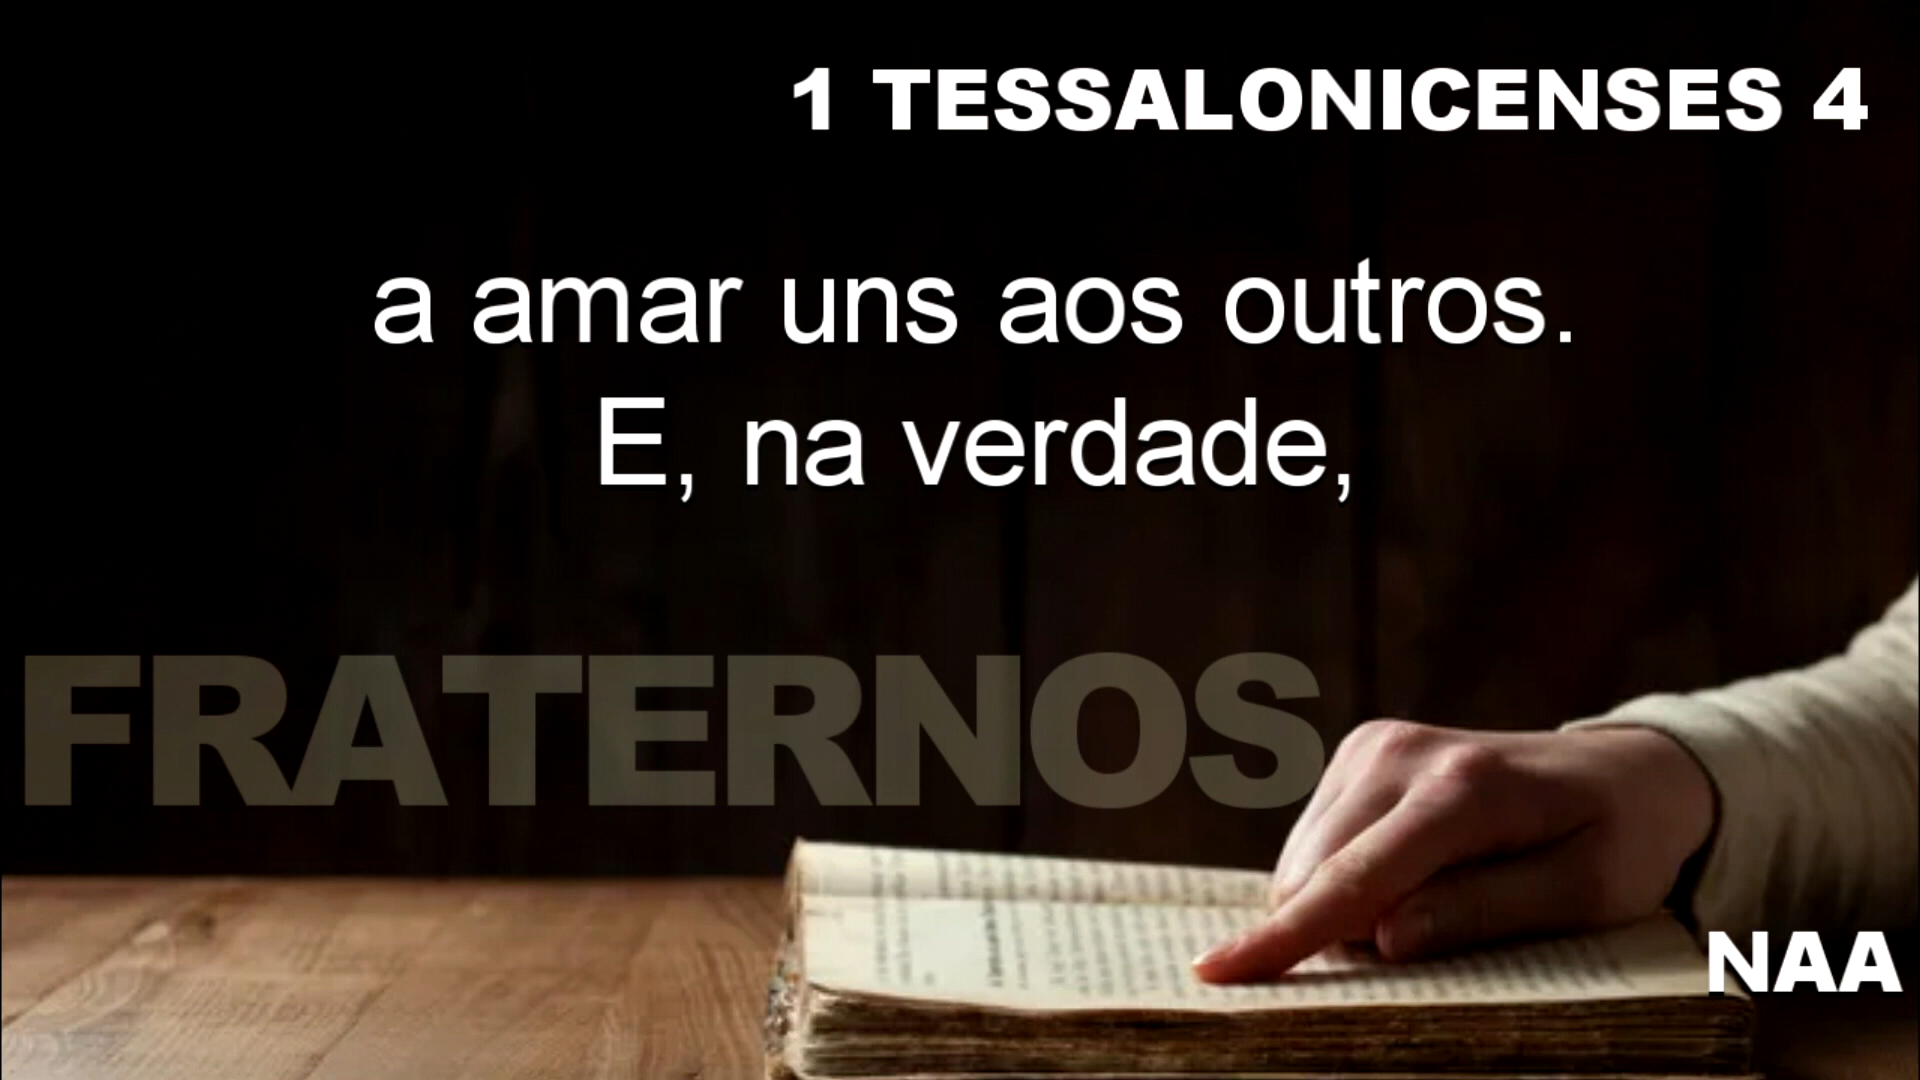 1 TESSALONICENSES 4
a amar uns aos outros.
E, na verdade,
FRATERNOS
NAA